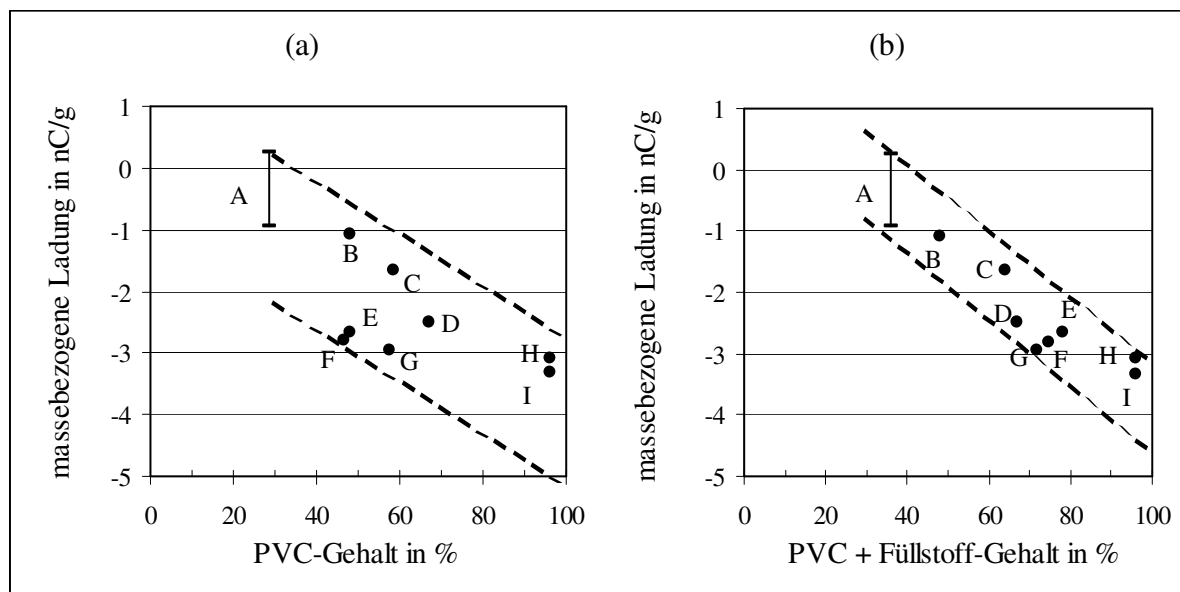 (a)
massebezogene Ladung in nC/g
1
0
-1
-2
-3
-4
-5
A
B
C
E
D
F
G
H
I
0 20 40 60 80 100
PVC-Gehalt in %
(b)
massebezogene Ladung in nC/g
1
0
-1
-2
-3
-4
-5
A
B
C
E
D
G
F
H
I
0 20 40 60 80 100
PVC + Füllstoff-Gehalt in %